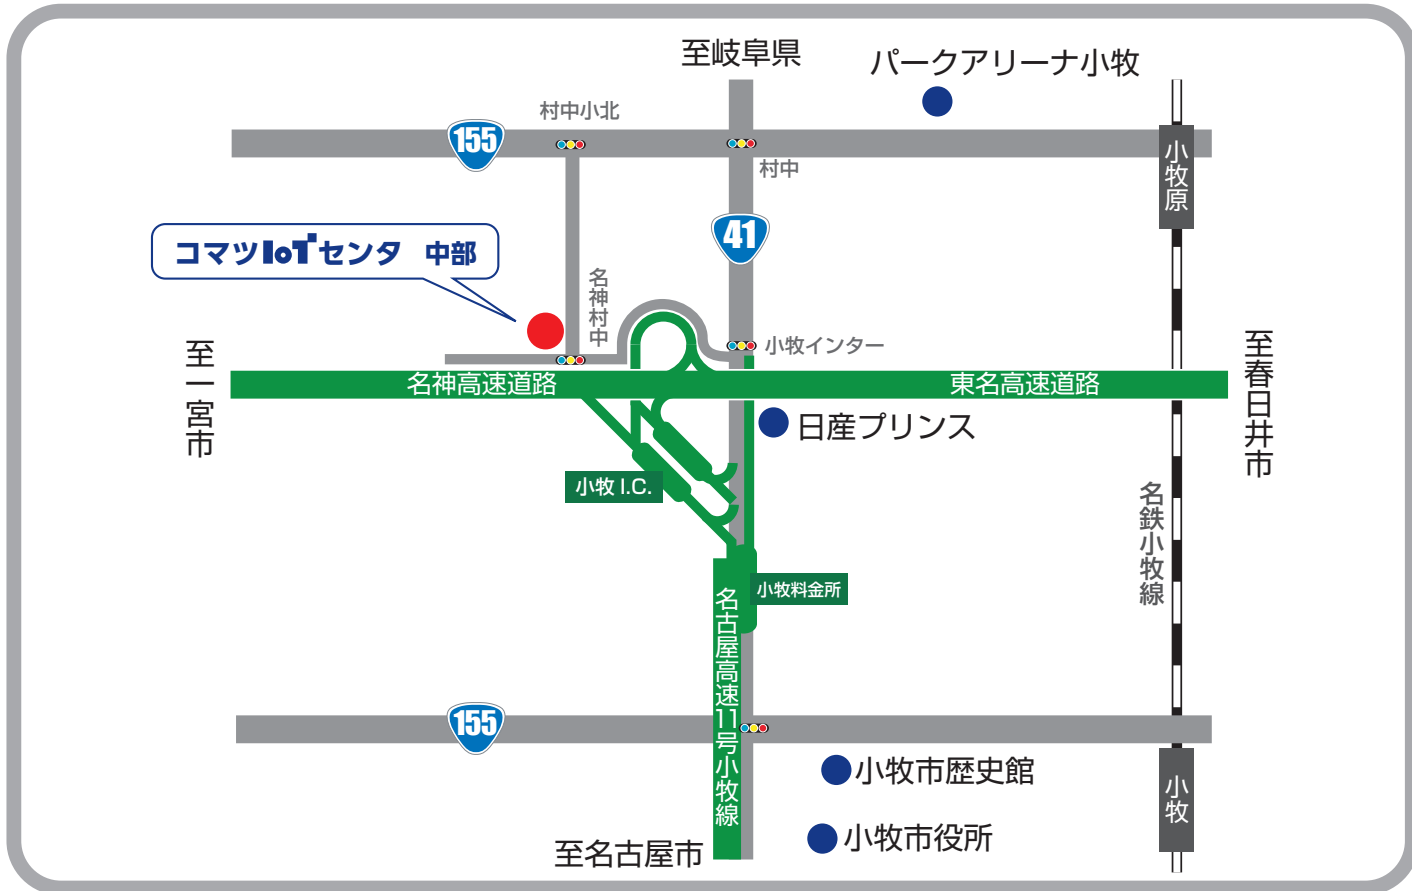 至岐阜県
パークアリーナ小牧
村中小北
155
村中
小牧原
41
コマツIoTセンタ 中部
名神村中
小牧インター
至一宮市
至春日井市
名神高速道路
東名高速道路
日産プリンス
小牧 I.C.
名鉄小牧線
小牧料金所
名古屋高速11号小牧線
155
小牧市歴史館
小牧
小牧市役所
至名古屋市